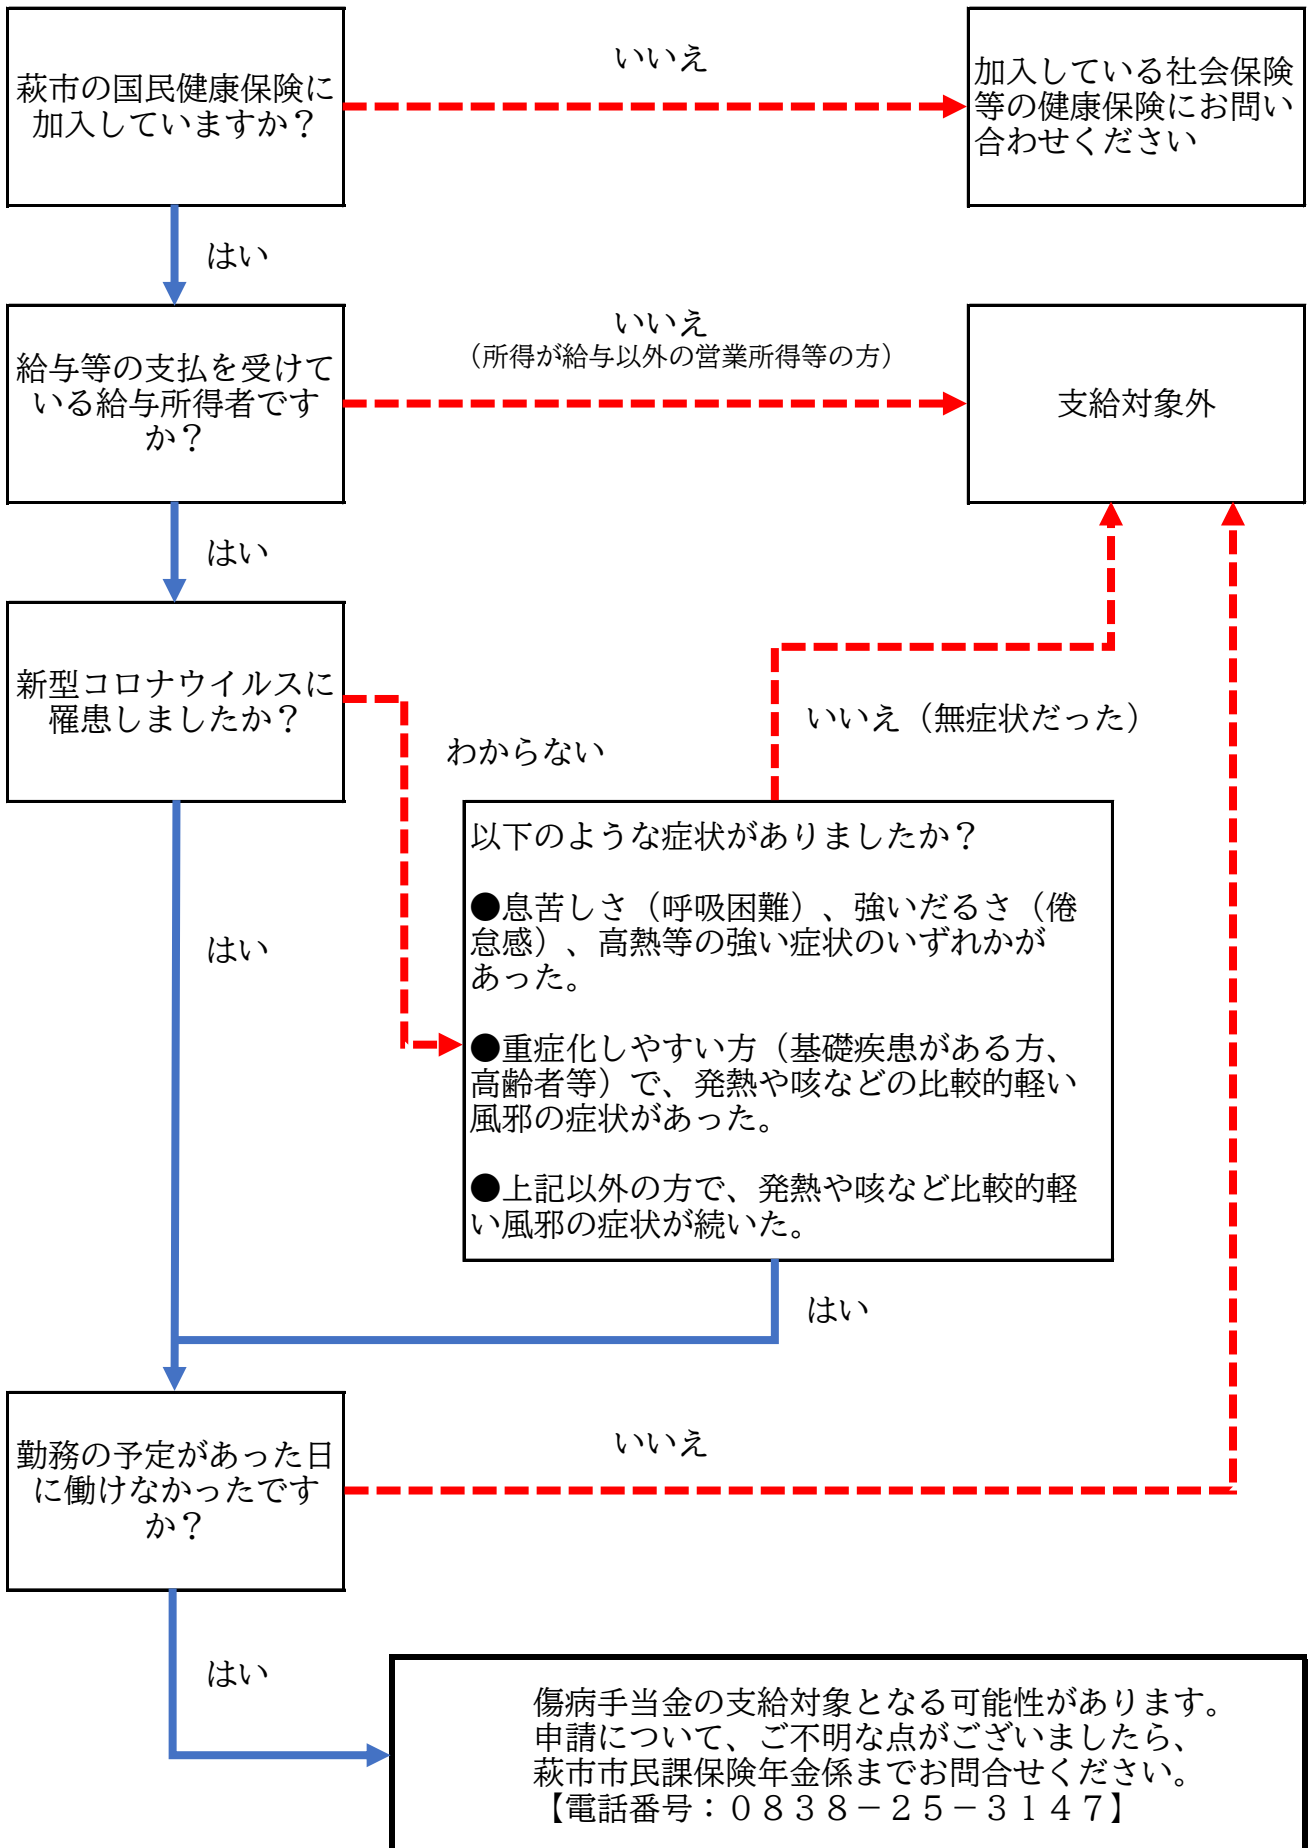 萩市の国民健康保険に
加入していますか？
いいえ
加入している社会保険
等の健康保険にお問い
合わせください
はい
給与等の支払を受けて
いる給与所得者です
か？
いいえ
（所得が給与以外の営業所得等の方）
支給対象外
はい
新型コロナウイルスに
罹患しましたか？
わからない
いいえ（無症状だった）
以下のような症状がありましたか？
●息苦しさ（呼吸困難）、強いだるさ（倦
怠感）、高熱等の強い症状のいずれかが
あった。
●重症化しやすい方（基礎疾患がある方、
高齢者等）で、発熱や咳などの比較的軽い
風邪の症状があった。
●上記以外の方で、発熱や咳など比較的軽
い風邪の症状が続いた。
はい
はい
勤務の予定があった日
に働けなかったです
か？
いいえ
はい
傷病手当金の支給対象となる可能性があります。
申請について、ご不明な点がございましたら、
萩市市民課保険年金係までお問合せください。
【電話番号：０８３８－２５－３１４７】